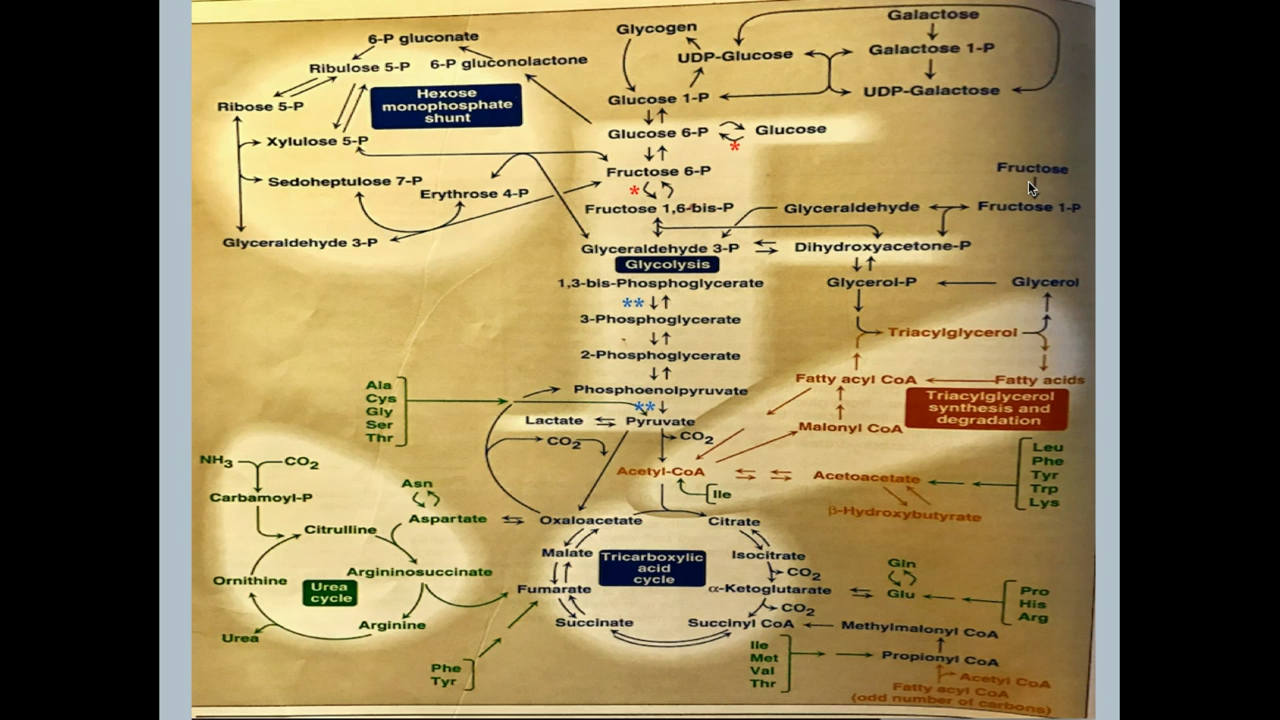 Galactose
Glycogen
6-P gluconate
UDP-Glucose
Galactose 1-P
Ribulose 5-P
6-P gluconolactone
Hexose
monophosphate
shunt
Ribose 5-P
Glucose 1-P
UDP-Galactose
Glucose 6-P
Glucose
*
Xylulose 5-P
Fructose 6-P
Fructose
Sedoheptulose 7-P
Erythrose 4-P
*
Fructose 1,6-bis-P
Glyceraldehyde
Fructose 1-P
Glyceraldehyde 3-P
Glyceraldehyde 3-P
Dihydroxyacetone-P
Glycolysis
1,3-bis-Phosphoglycerate
Glycerol-P
Glycerol
**
3-Phosphoglycerate
Triacylglycerol
2-Phosphoglycerate
Fatty acyl CoA
Fatty acids
Ala
Cys
Gly
Ser
Thr
Phosphoenolpyruvate
Triacylglycerol
synthesis and
degradation
**
Lactate
Pyruvate
Malonyl CoA
CO2
CO2
Leu
Phe
Tyr
Trp
Lys
NH3
CO2
Acetyl-CoA
Acetoacetate
Asn
Ile
Carbamoyl-P
β-Hydroxybutyrate
Citrulline
Aspartate
Oxaloacetate
Citrate
Malate
Tricarboxylic
acid
cycle
Isocitrate
CO2
Gln
Ornithine
Argininosuccinate
Urea
cycle
Fumarate
α-Ketoglutarate
Glu
Pro
His
Arg
CO2
Arginine
Succinate
Succinyl CoA
Methylmalonyl CoA
Urea
Ile
Met
Val
Thr
Propionyl CoA
Phe
Tyr
Acetyl CoA
Fatty acyl CoA
(odd number of carbons)